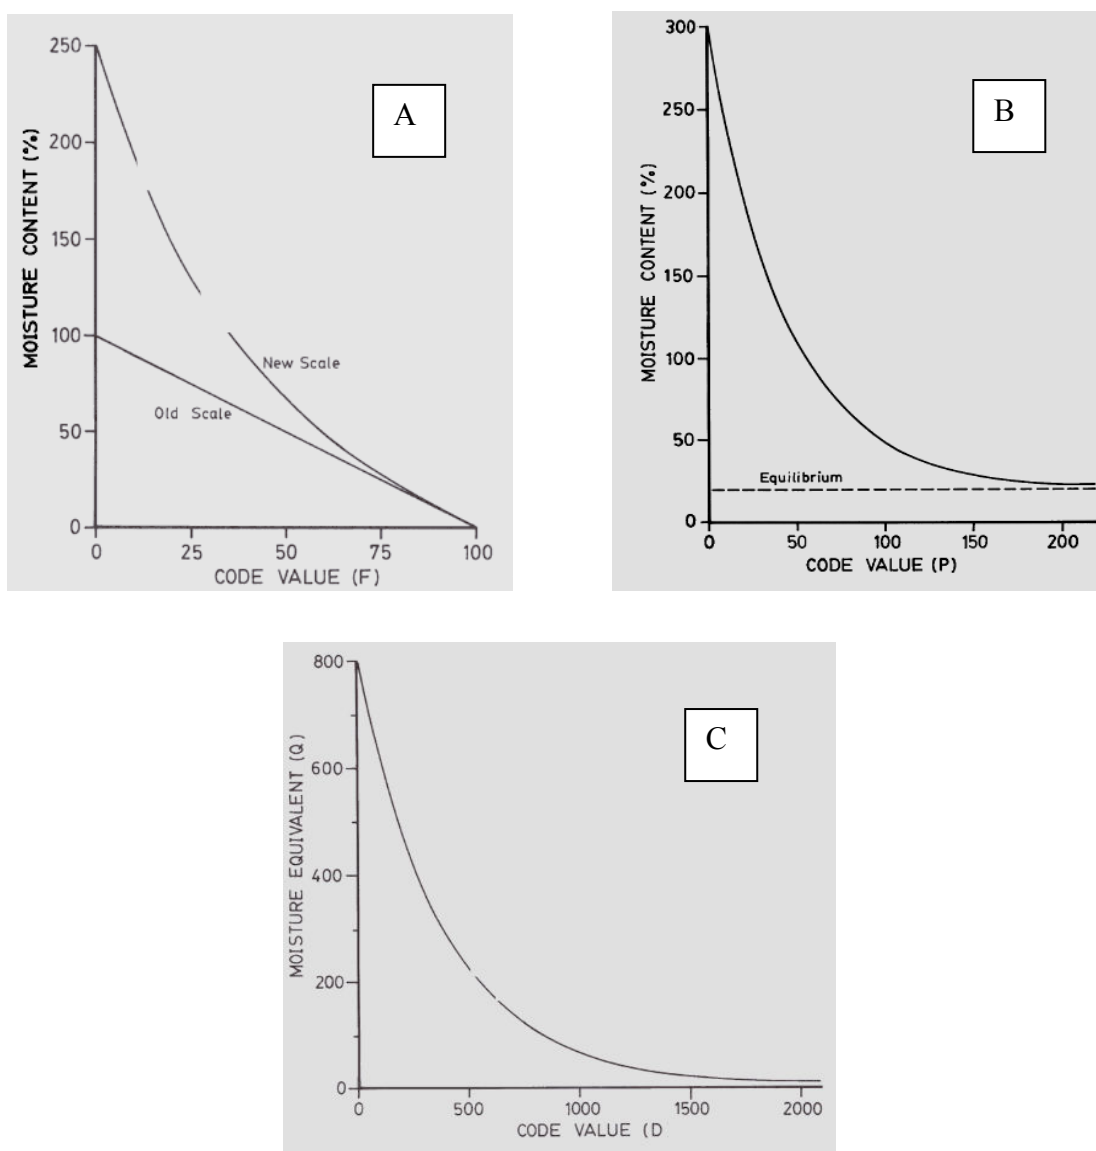 A
MOISTURE CONTENT (%)
250
200
150
100
50
0
New Scale
Old Scale
0 25 50 75 100
CODE VALUE (F)
B
MOISTURE CONTENT (%)
300
250
200
150
100
50
0
Equilibrium
0 50 100 150 200
CODE VALUE (P)
C
MOISTURE EQUIVALENT (Q)
800
600
400
200
0
0 500 1000 1500 2000
CODE VALUE (D